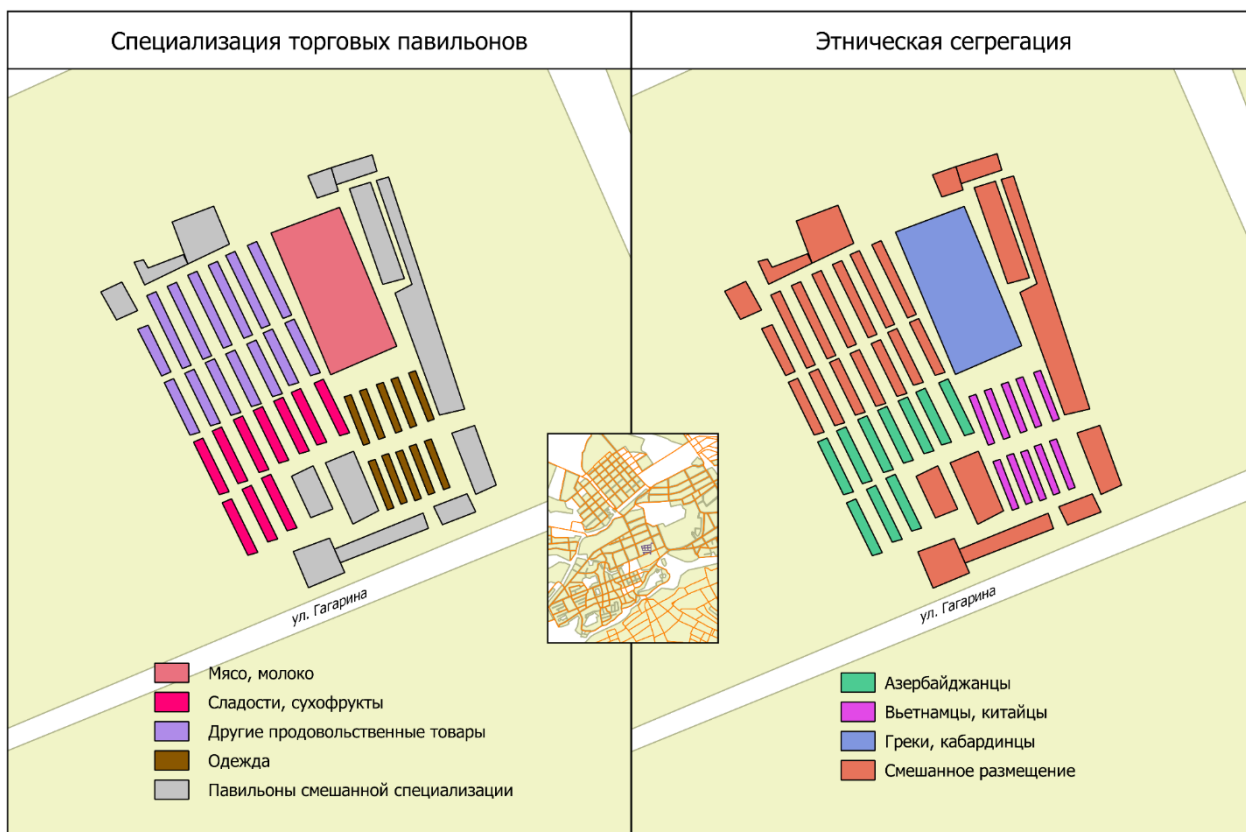 Специализация торговых павильонов
Этническая сегрегация
ул. Гагарина
ул. Гагарина
Мясо, молоко
Сладости, сухофрукты
Другие продовольственные товары
Одежда
Павильоны смешанной специализации
Азербайджанцы
Вьетнамцы, китайцы
Греки, кабардинцы
Смешанное размещение